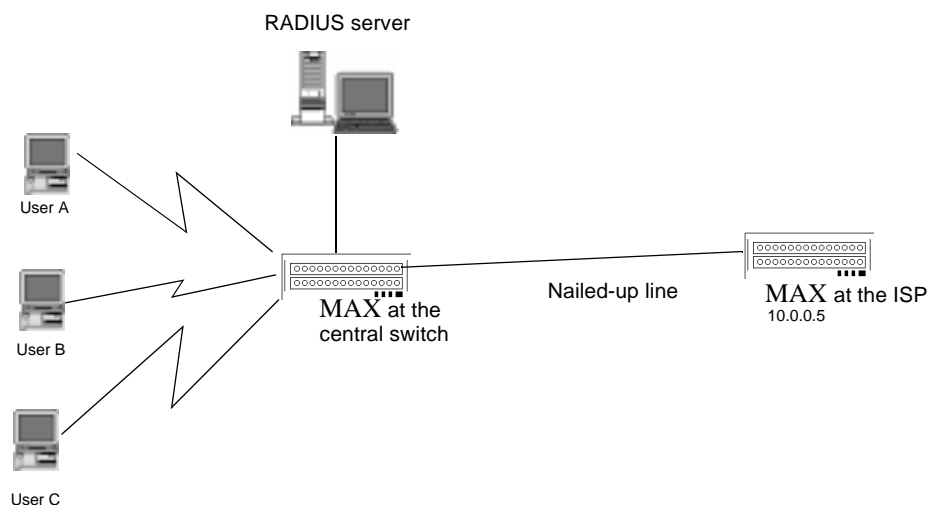 RADIUS server
User A
User B
User C
MAX at the
central switch
Nailed-up line
MAX at the ISP
10.0.0.5